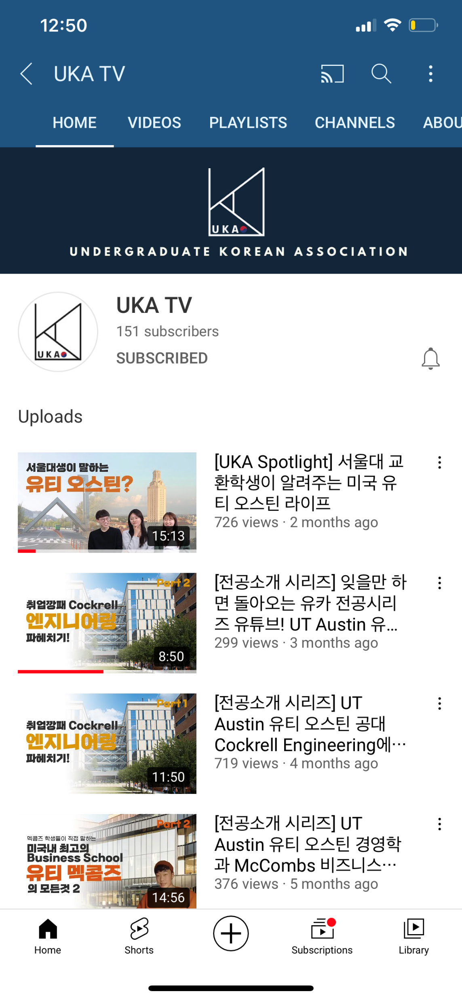 12:50
UKA TV
HOME VIDEOS PLAYLISTS CHANNELS ABOU
UKA
UNDERGRADUATE KOREAN ASSOCIATION
UKA
UKA TV
151 subscribers
SUBSCRIBED
Uploads
서울대생이 말하는
유티 오스틴?
15:13
[UKA Spotlight] 서울대 교
환학생이 알려주는 미국 유
티 오스틴 라이프
726 views · 2 months ago
Part 2
취업깡패 Cockrell
엔지니어링
파헤치기!
8:50
[전공소개 시리즈] 잊을만 하
면 돌아오는 유카 전공시리
즈 유튜브! UT Austin 유...
299 views · 3 months ago
Part 1
취업깡패 Cockrell
엔지니어링
파헤치기!
11:50
[전공소개 시리즈] UT
Austin 유티 오스틴 공대
Cockrell Engineering에...
719 views · 4 months ago
Part 2
멕콤즈 학생들이 직접 말하는
미국내 최고의
Business School
유티 멕콤즈
의 모든것 2
Robert B. Rowling Hall
14:56
[전공소개 시리즈] UT
Austin 유티 오스틴 경영학
과 McCombs 비즈니스...
376 views · 5 months ago
Home Shorts Subscriptions Library